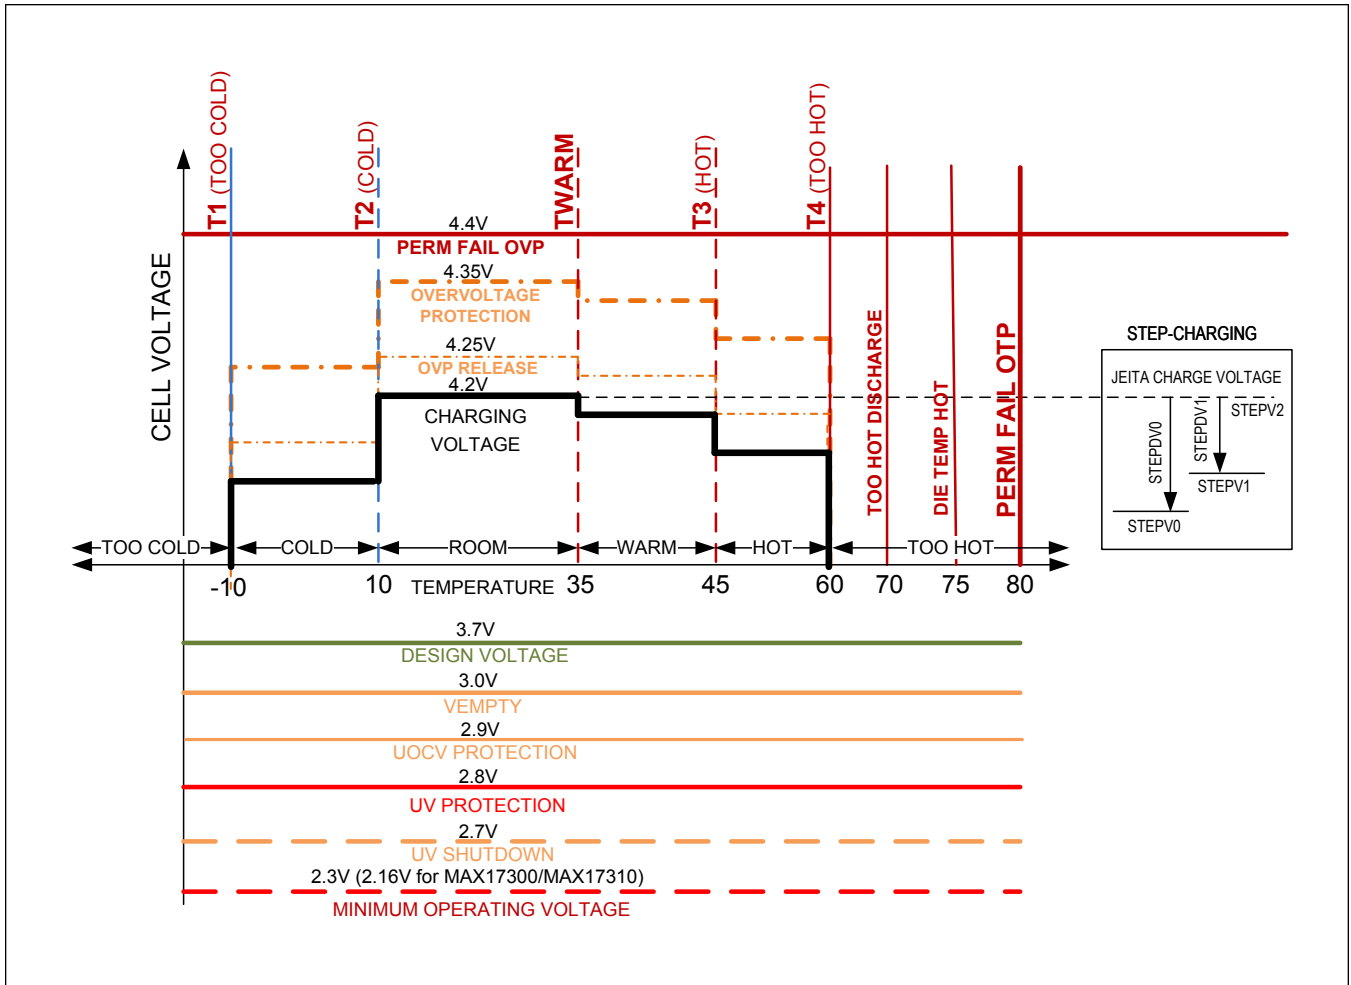 T1 (TOO COLD)
T2 (COLD)
TWARM
T3 (HOT)
T4 (TOO HOT)
CELL VOLTAGE
4.4V
PERM FAIL OVP
4.35V
OVERVOLTAGE
PROTECTION
4.25V
OVP RELEASE
4.2V
CHARGING
VOLTAGE
TOO HOT DISCHARGE
DIE TEMP HOT
PERM FAIL OTP
STEP-CHARGING
JEITA CHARGE VOLTAGE
STEPDV0
STEPDV1
STEPV2
STEPV1
STEPV0
TOO COLD
COLD
ROOM
WARM
HOT
TOO HOT
-10
10
TEMPERATURE
35
45
60
70
75
80
3.7V
DESIGN VOLTAGE
3.0V
VEMPTY
2.9V
UOCV PROTECTION
2.8V
UV PROTECTION
2.7V
UV SHUTDOWN
2.3V (2.16V for MAX17300/MAX17310)
MINIMUM OPERATING VOLTAGE